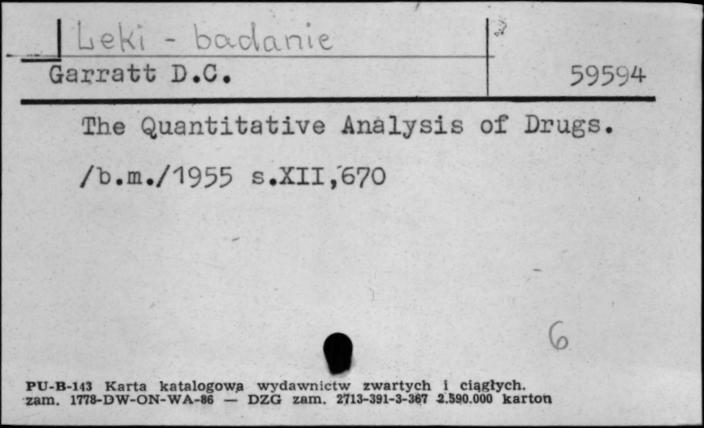 Leki - badanie
Garratt D.C. 59594
The Quantitative Analysis of Drugs.
/b.m./1955 s.XII, 670
6
PU-B-143 Karta katalogowa wydawnictw zwartych i ciągłych.
zam. 1778-DW-ON-WA-86 — DZG zam. 2713-391-3-367 2.590.000 karton